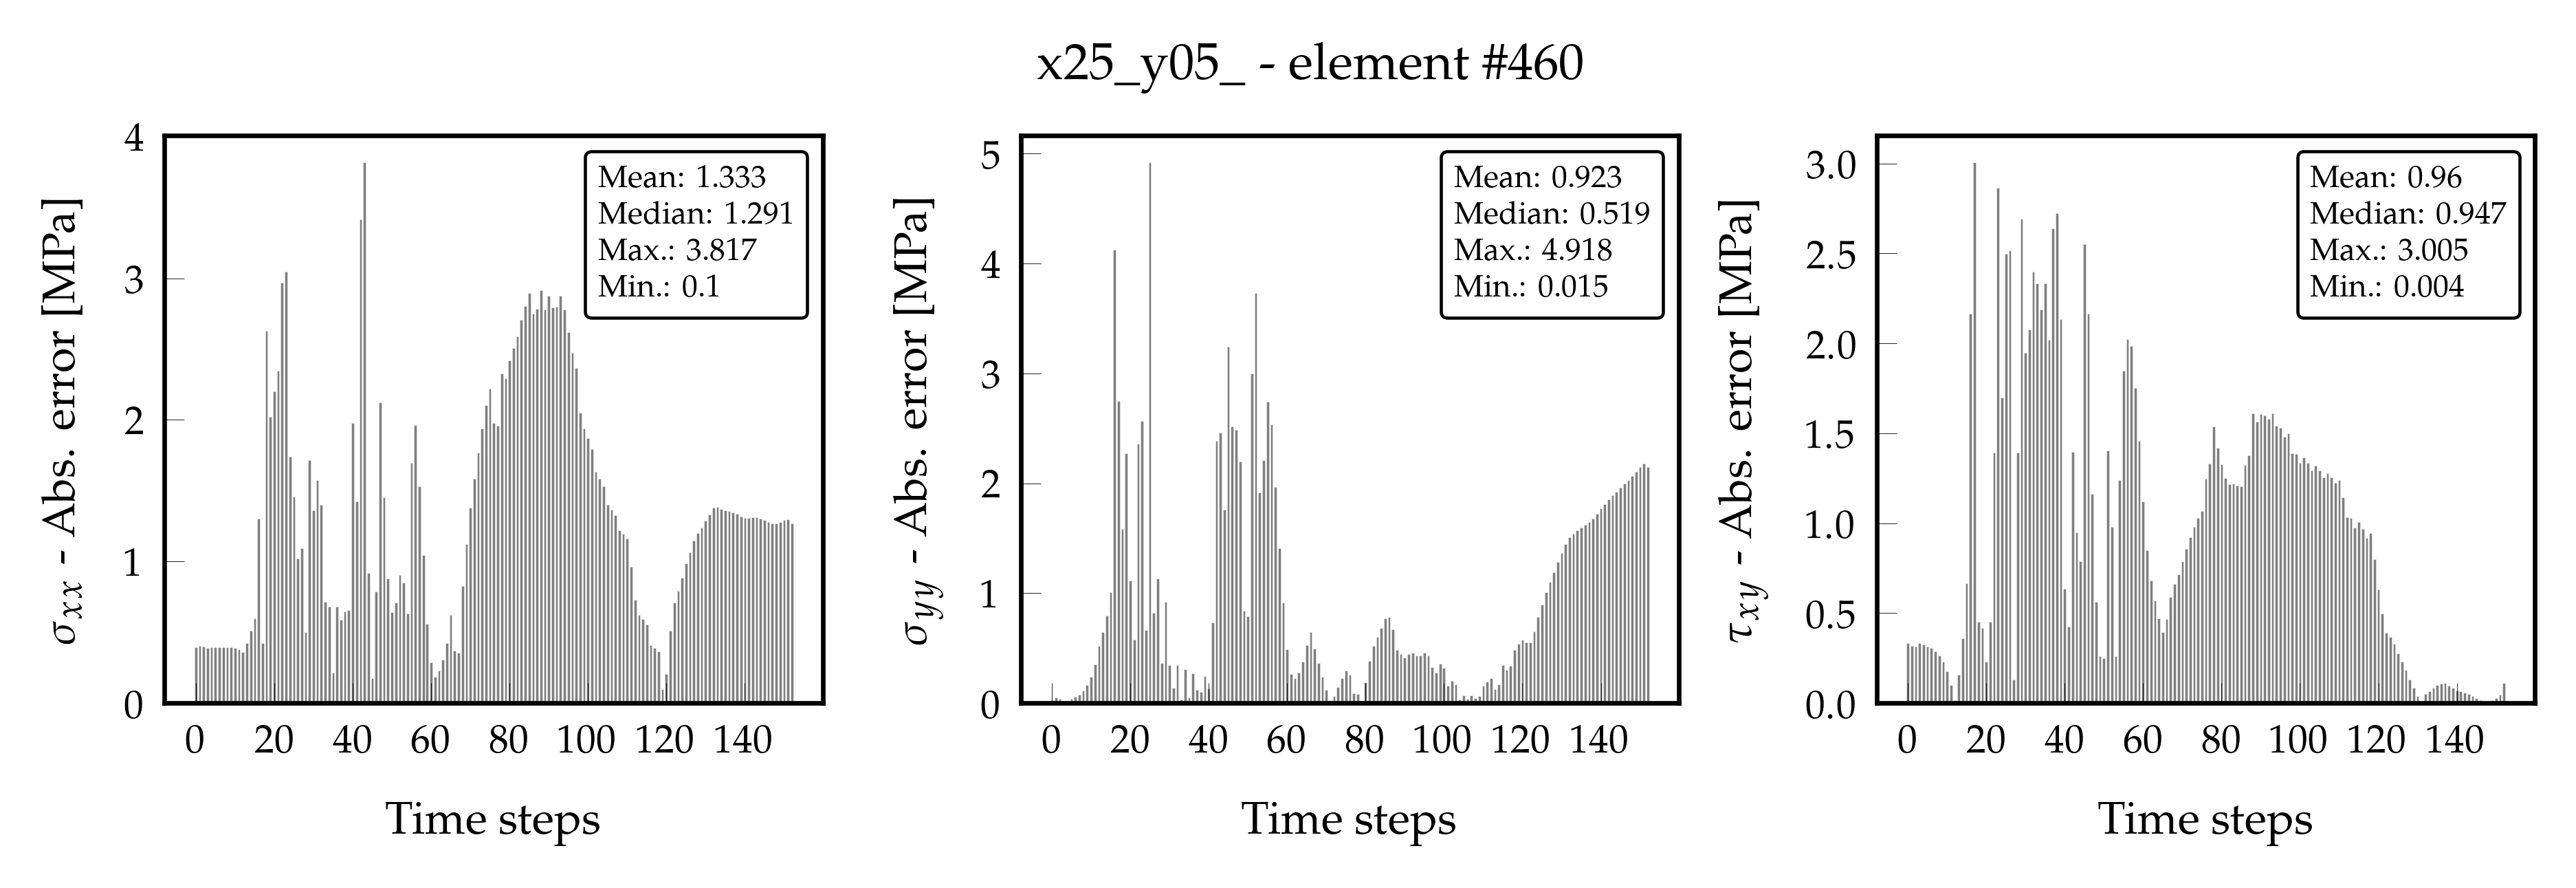 x25_y05_ - element #460
σxx - Abs. error [MPa]
4
3
2
1
0
Mean: 1.333
Median: 1.291
Max.: 3.817
Min.: 0.1
0 20 40 60 80 100 120 140
Time steps
σyy - Abs. error [MPa]
5
4
3
2
1
0
Mean: 0.923
Median: 0.519
Max.: 4.918
Min.: 0.015
0 20 40 60 80 100 120 140
Time steps
τxy - Abs. error [MPa]
3.0
2.5
2.0
1.5
1.0
0.5
0.0
Mean: 0.96
Median: 0.947
Max.: 3.005
Min.: 0.004
0 20 40 60 80 100 120 140
Time steps